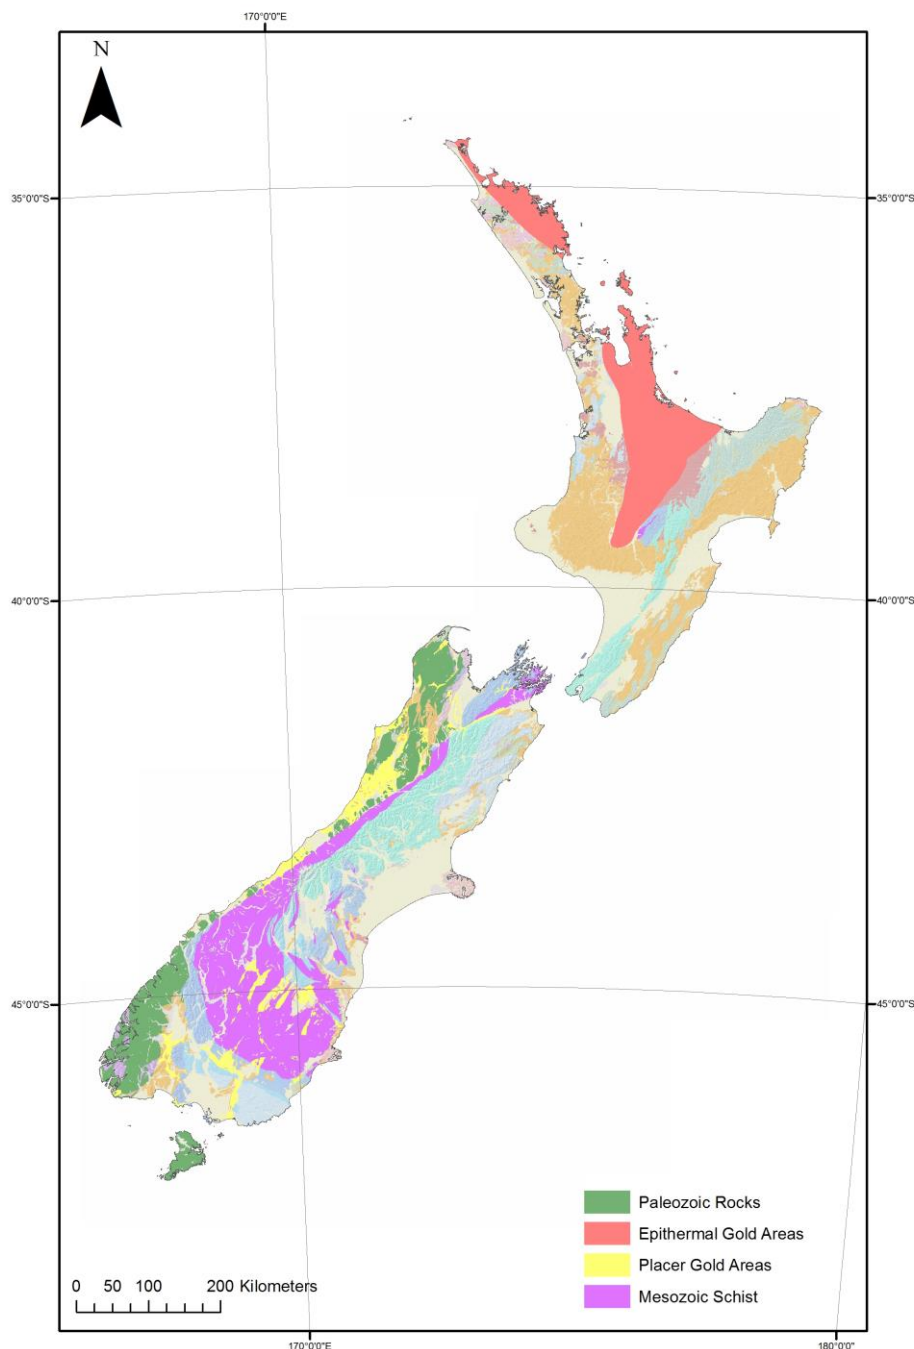 170°0'0"E
N
35°0'0"S
35°0'0"S
40°0'0"S
40°0'0"S
45°0'0"S
45°0'0"S
Paleozoic Rocks
Epithermal Gold Areas
Placer Gold Areas
Mesozoic Schist
0 50 100 200 Kilometers
170°0'0"E
180°0'0"